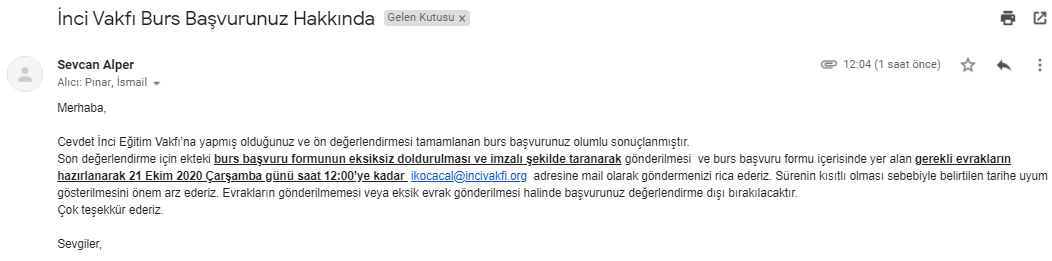 İnci Vakfı Burs Başvurunuz Hakkında Gelen Kutusu x
Sevcan Alper 12:04 (1 saat önce)
Alıcı: Pınar, İsmail
Merhaba,
Cevdet İnci Eğitim Vakfı'na yapmış olduğunuz ve ön değerlendirmesi tamamlanan burs başvurunuz olumlu sonuçlanmıştır.
Son değerlendirme için ekteki burs başvuru formunun eksiksiz doldurulması ve imzalı şekilde taranarak gönderilmesi ve burs başvuru formu içerisinde yer alan gerekli evrakların
hazırlanarak 21 Ekim 2020 Çarşamba günü saat 12:00'ye kadar ikocacal@incivakfi.org adresine mail olarak göndermenizi rica ederiz. Sürenin kısıtlı olması sebebiyle belirtilen tarihe uyum
gösterilmesini önem arz ederiz. Evrakların gönderilmemesi veya eksik evrak gönderilmesi halinde başvurunuz değerlendirme dışı bırakılacaktır.
Çok teşekkür ederiz.
Sevgiler,